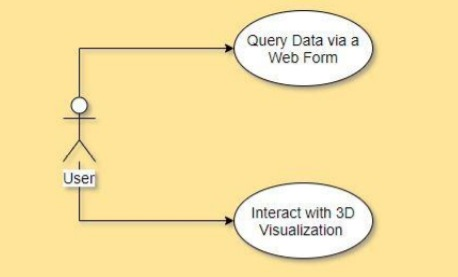 Query Data via a
Web Form
User
Interact with 3D
Visualization